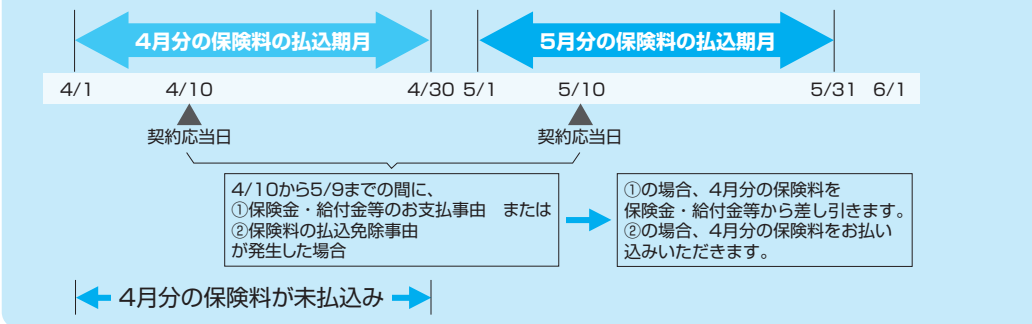 4月分の保険料の払込期月 5月分の保険料の払込期月
4/1 4/10 4/30 5/1 5/10 5/31 6/1
契約応当日 契約応当日
4/10から5/9までの間に、
①保険金・給付金等のお支払事由 または
②保険料の払込免除事由
が発生した場合
①の場合、4月分の保険料を
保険金・給付金等から差し引きます。
②の場合、4月分の保険料をお払い
込みいただきます。
4月分の保険料が未払込み